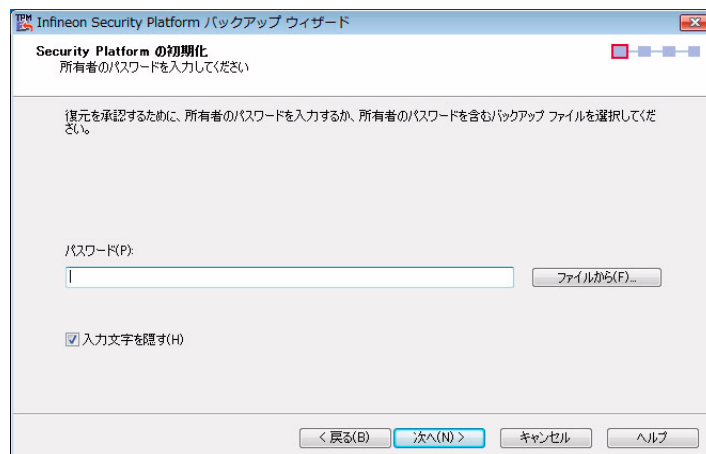 TPM Infineon Security Platform バックアップ ウィザード
Security Platform の初期化
所有者のパスワードを入力してください
復元を承認するために、所有者のパスワードを入力するか、所有者のパスワードを含むバックアップ ファイルを選択してくだ
さい。
パスワード(P):
ファイルから(F)...
入力文字を隠す(H)
< 戻る(B) 次へ(N) > キャンセル ヘルプ